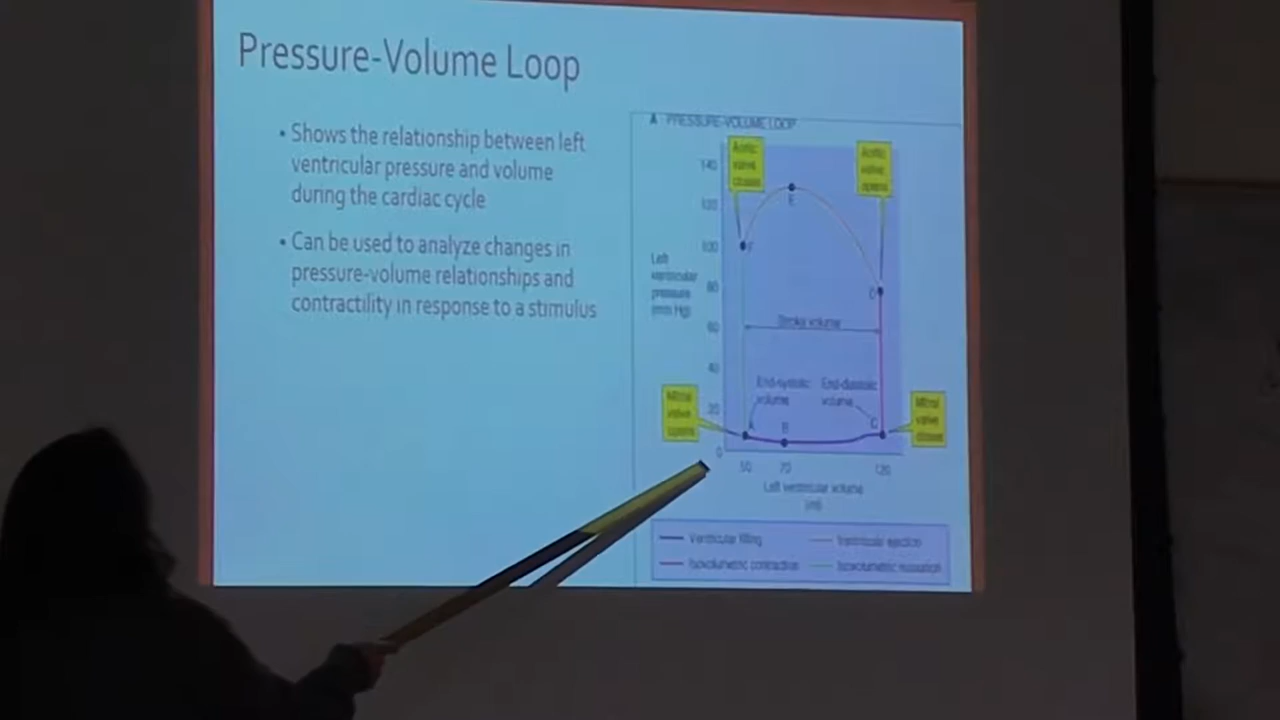 Pressure-Volume Loop
• Shows the relationship between left
ventricular pressure and volume
during the cardiac cycle
• Can be used to analyze changes in
pressure-volume relationships and
contractility in response to a stimulus
A PRESSURE-VOLUME LOOP
Aortic
valve
closes
Aortic
valve
opens
140
120
100
80
60
40
20
0
Left
ventricular
pressure
(mm Hg)
E
F
D
Stroke volume
End-systolic
volume
End-diastolic
volume
Mitral
valve
opens
Mitral
valve
closes
A
B
C
50 70 120
Left ventricular volume
(ml)
Ventricular filling
Ventricular ejection
Isovolumetric contraction
Isovolumetric relaxation